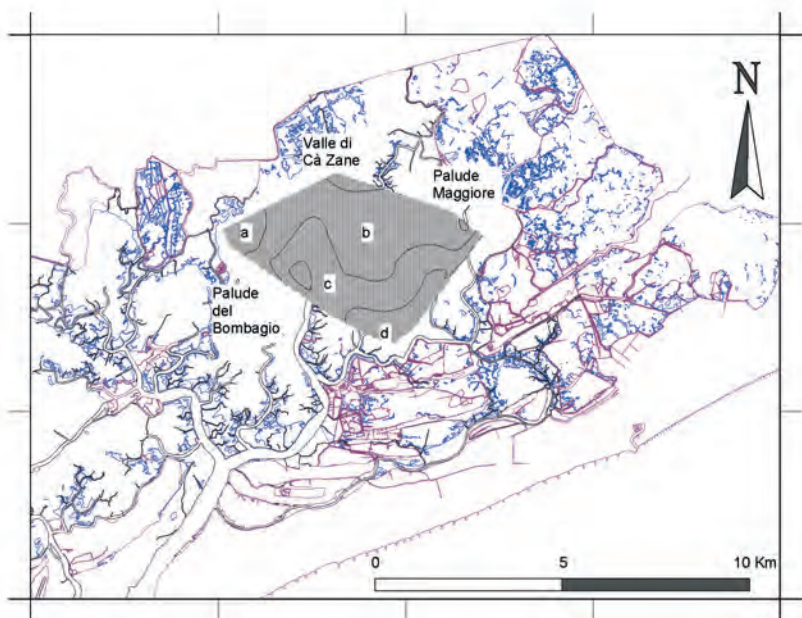 N
Valle di
Cà Zane
Palude
Maggiore
a
b
Palude
del
Bombagio
c
d
0
5
10 Km